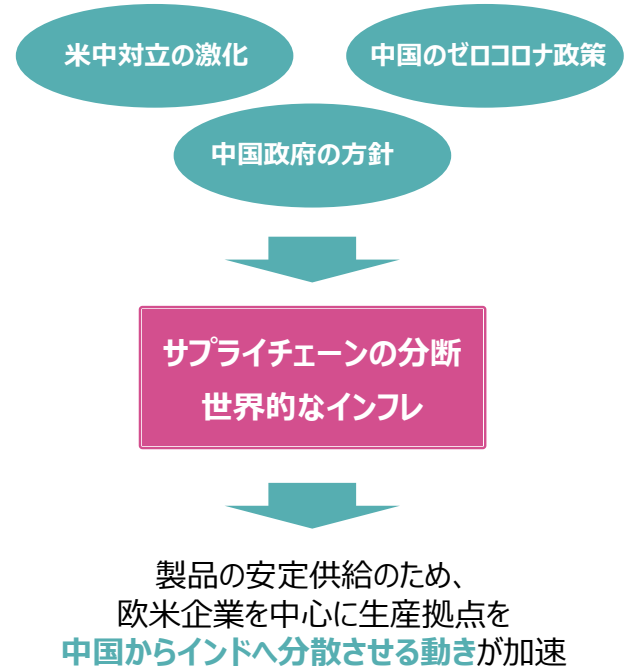 米中対立の激化
中国のゼロコロナ政策
中国政府の方針
サプライチェーンの分断
世界的なインフレ
製品の安定供給のため、
欧米企業を中心に生産拠点を
中国からインドへ分散させる動きが加速